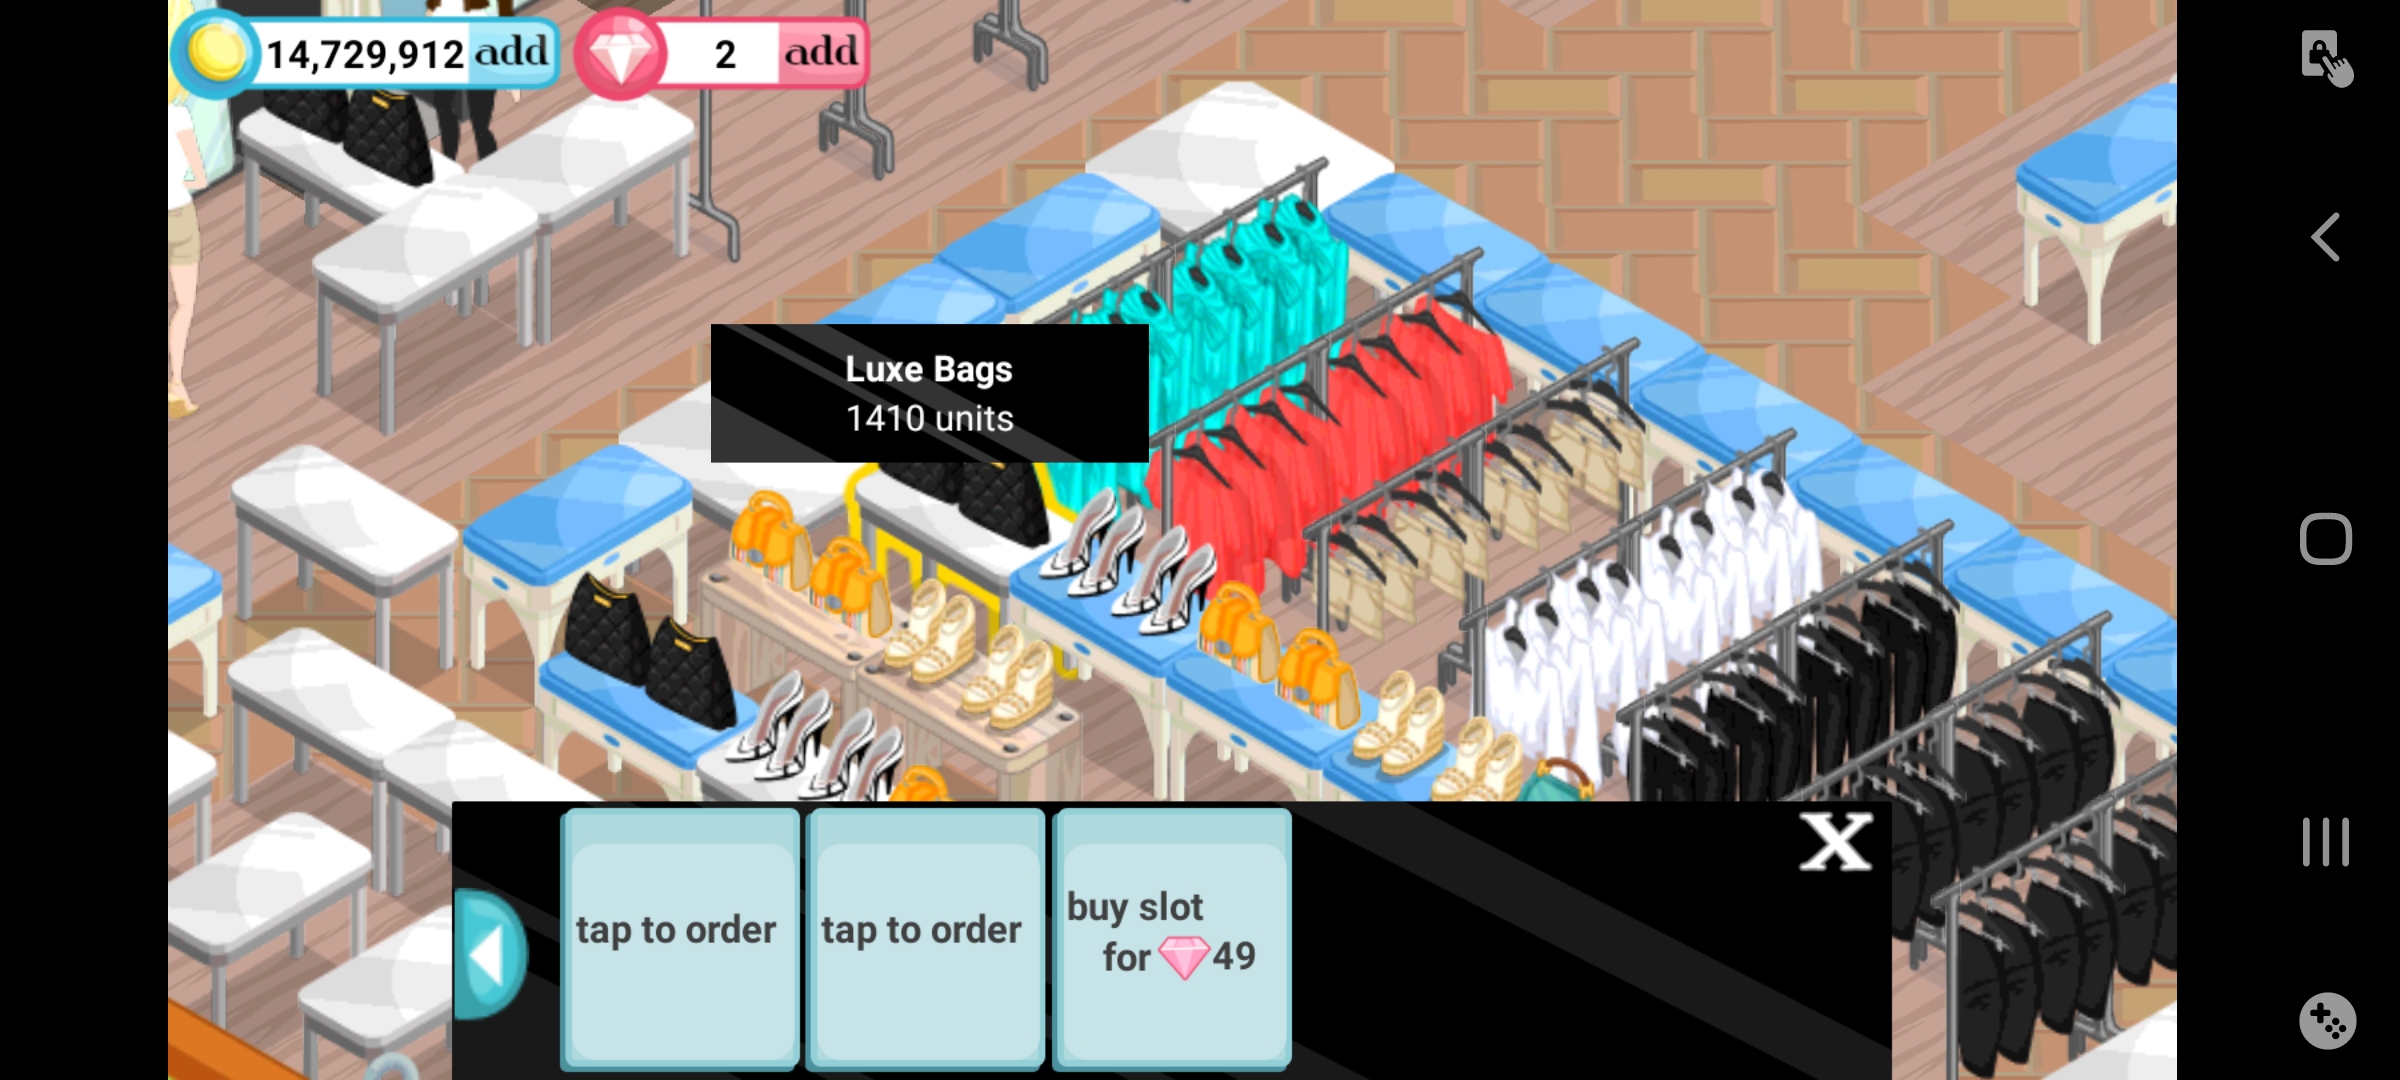 14,729,912 add
2 add
Luxe Bags
1410 units
X
tap to order
tap to order
buy slot
for 49